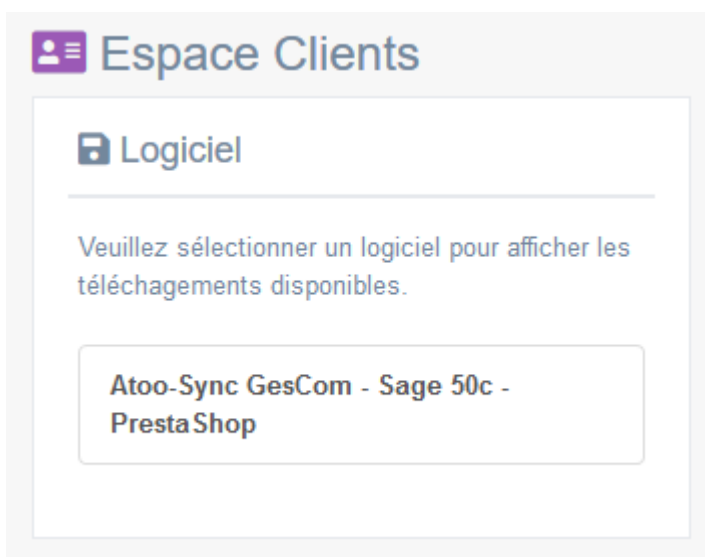 Espace Clients
Logiciel
Veuillez sélectionner un logiciel pour afficher les
téléchagements disponibles.
Atoo-Sync GesCom - Sage 50c -
PrestaShop